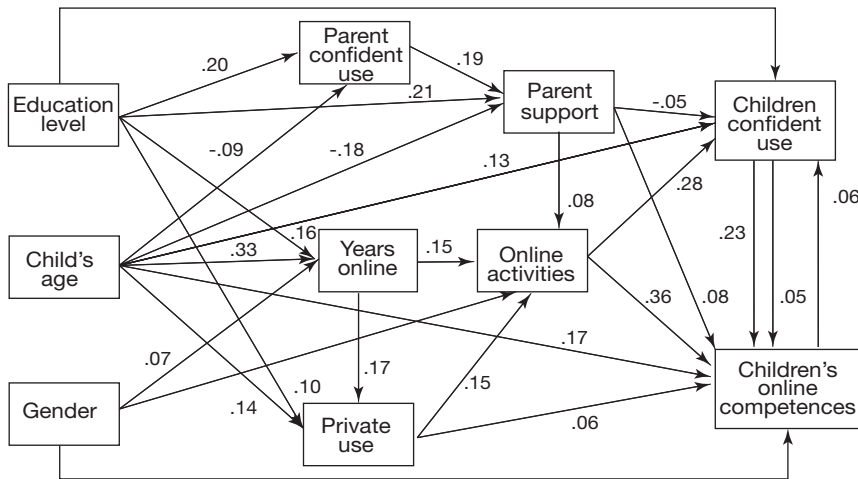 Parent
confident
use
.20
.19
Education
level
.21
Parent
support
-.05
Children
confident
use
-.09
-.18
.13
.28
.06
.08
.16
.33
Child's
age
Years
online
.15
Online
activities
.23
.05
.36
.08
.17
.07
.17
.10
.14
.15
Gender
Private
use
.06
Children's
online
competences